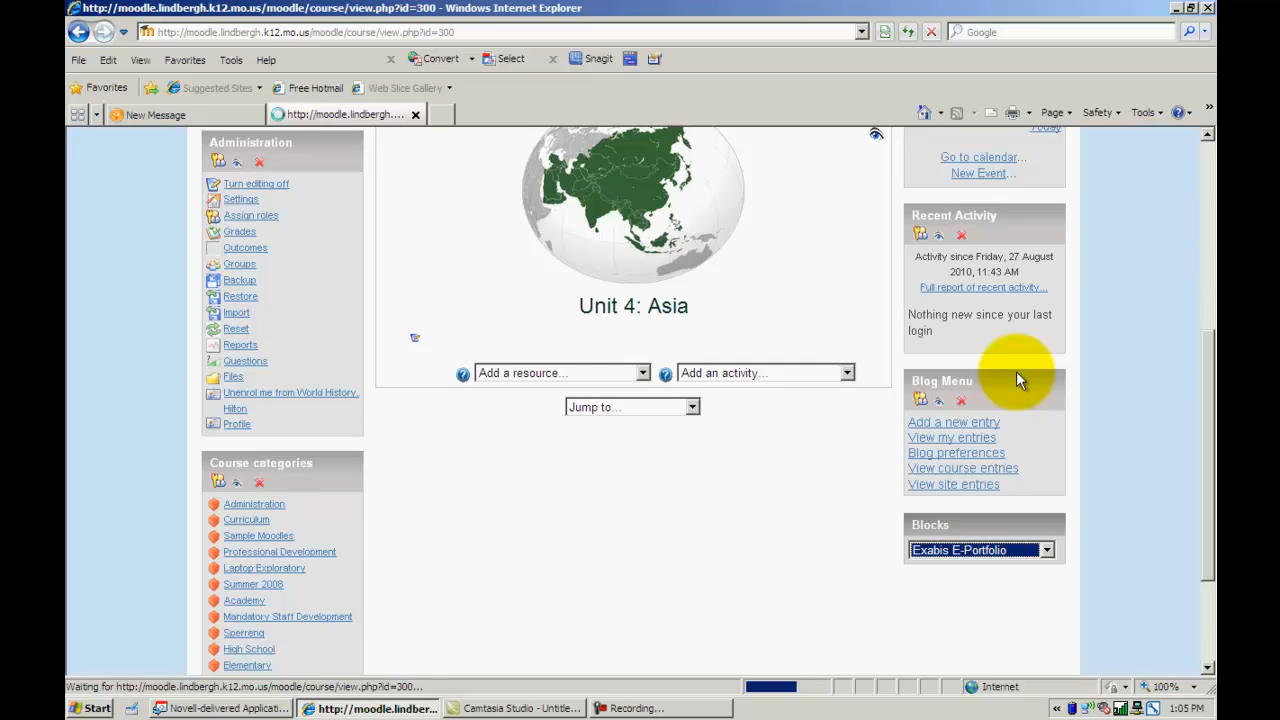 http://moodle.lindbergh.k12.mo.us/moodle/course/view.php?id=300 - Windows Internet Explorer
http://moodle.lindbergh.k12.mo.us/moodle/course/view.php?id=300
Google
File Edit View Favorites Tools Help
Convert
Select
Snagit
Favorites
Suggested Sites
Free Hotmail
Web Slice Gallery
New Message
http://moodle.lindbergh.k12.mo.us/moodle/....
Page
Safety
Tools
Administration
Turn editing off
Settings
Assign roles
Grades
Outcomes
Groups
Backup
Restore
Import
Reset
Reports
Questions
Files
Unenrol me from World History,
Hilton
Profile
Course categories
Administration
Curriculum
Sample Moodles
Professional Development
Laptop Exploratory
Summer 2008
Academy
Mandatory Staff Development
Sperreng
High School
Elementary
Unit 4: Asia
Add a resource...
Add an activity...
Jump to...
Today
Go to calendar...
New Event...
Recent Activity
Activity since Friday, 27 August
2010, 11:43 AM
Full report of recent activity...
Nothing new since your last
login
Blog Menu
Add a new entry
View my entries
Blog preferences
View course entries
View site entries
Blocks
Exabis E-Portfolio
Waiting for http://moodle.lindbergh.k12.mo.us/moodle/course/view.php?id=300...
Internet
100%
Start
Novell-delivered Applicati...
http://moodle.lindber...
Camtasia Studio - Untitle...
Recording...
1:05 PM